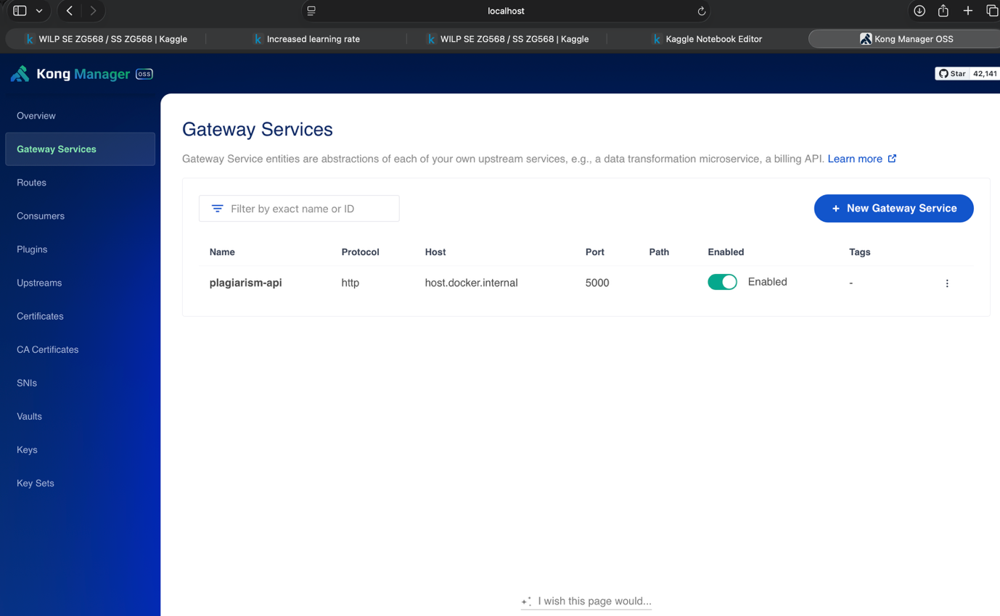 localhost
WILP SE ZG568 / SS ZG568 | Kaggle
Increased learning rate
WILP SE ZG568 / SS ZG568 | Kaggle
Kaggle Notebook Editor
Kong Manager OSS
Kong Manager OSS
Star 42,141
Overview
Gateway Services
Routes
Consumers
Plugins
Upstreams
Certificates
CA Certificates
SNIs
Vaults
Keys
Key Sets
Gateway Services
Gateway Service entities are abstractions of each of your own upstream services, e.g., a data transformation microservice, a billing API. Learn more
Filter by exact name or ID
+ New Gateway Service
Name Protocol Host Port Path Enabled Tags
plagiarism-api http host.docker.internal 5000 Enabled -
I wish this page would...